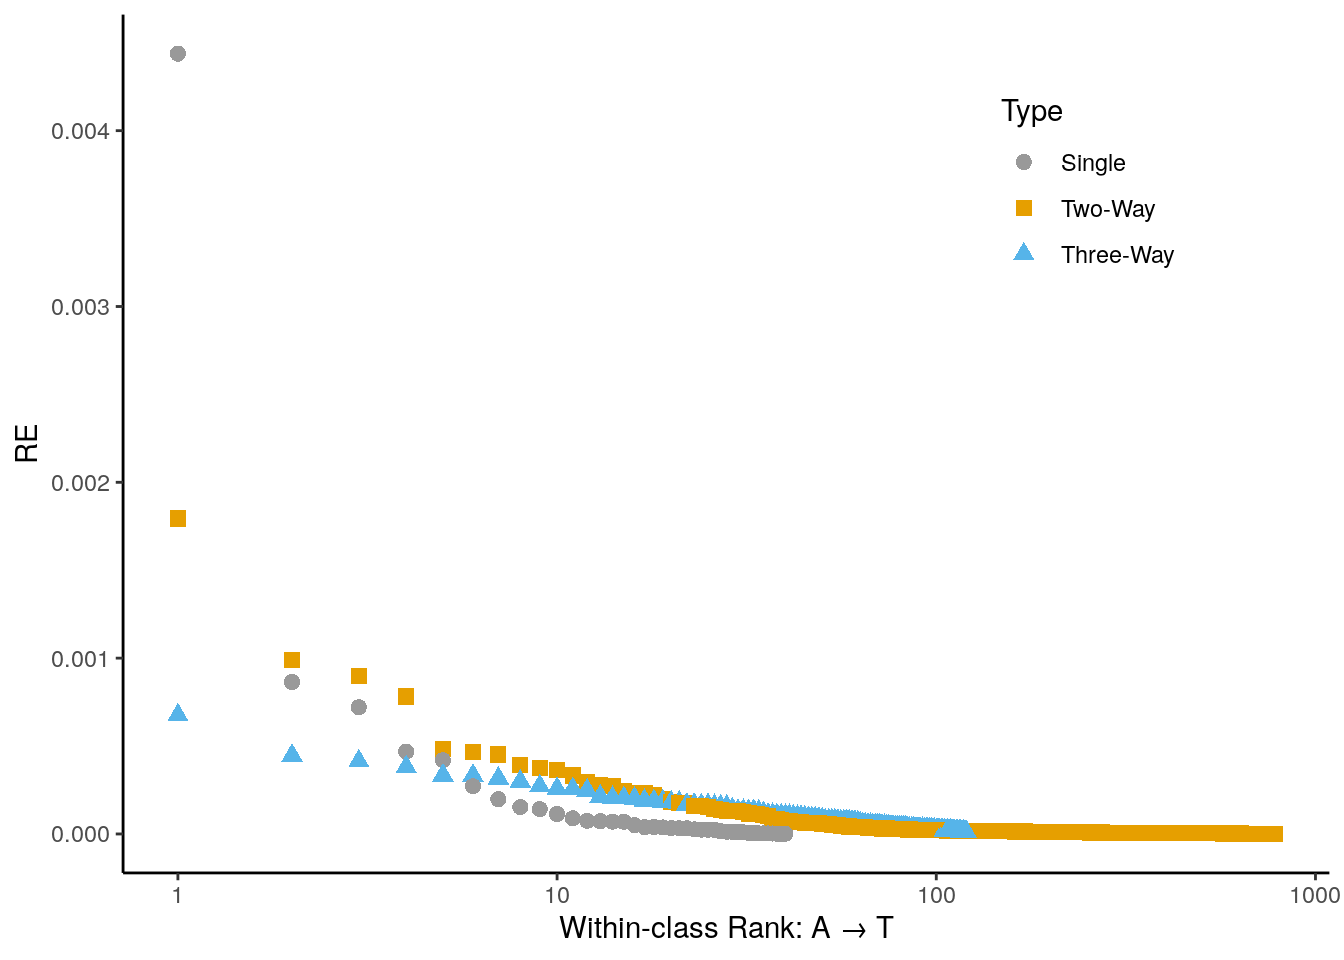 Type
Single
Two-Way
Three-Way
RE
0.004
0.003
0.002
0.001
0.000
1
10
100
1000
Within-class Rank: A → T